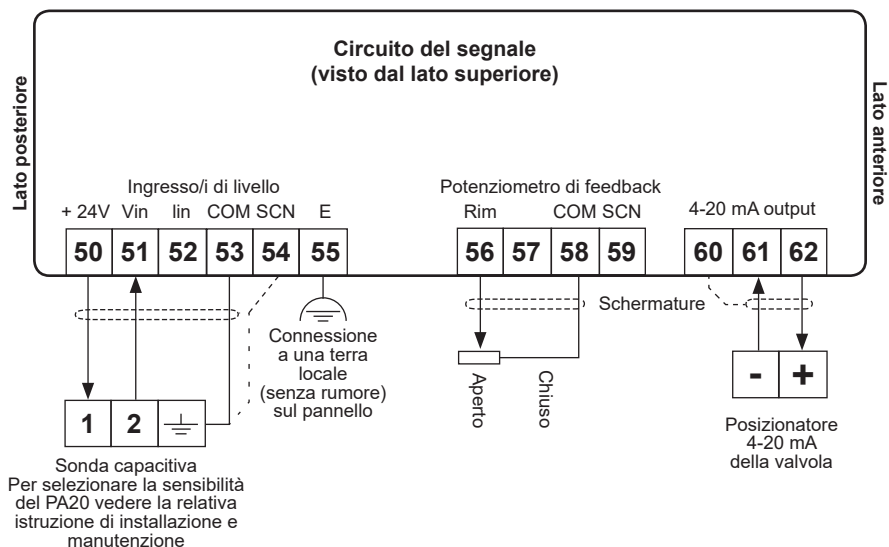 Circuito del segnale
(visto dal lato superiore)
Lato posteriore
Lato anteriore
Ingresso/i di livello
+ 24V Vin Iin COM SCN E
50 51 52 53 54 55
Potenziometro di feedback
Rim COM SCN
56 57 58 59
4-20 mA output
60 61 62
Schermature
Connessione
a una terra
locale
(senza rumore)
sul pannello
Aperto
Chiuso
- +
Posizionatore
4-20 mA
della valvola
1 2
Sonda capacitiva
Per selezionare la sensibilità
del PA20 vedere la relativa
istruzione di installazione e
manutenzione